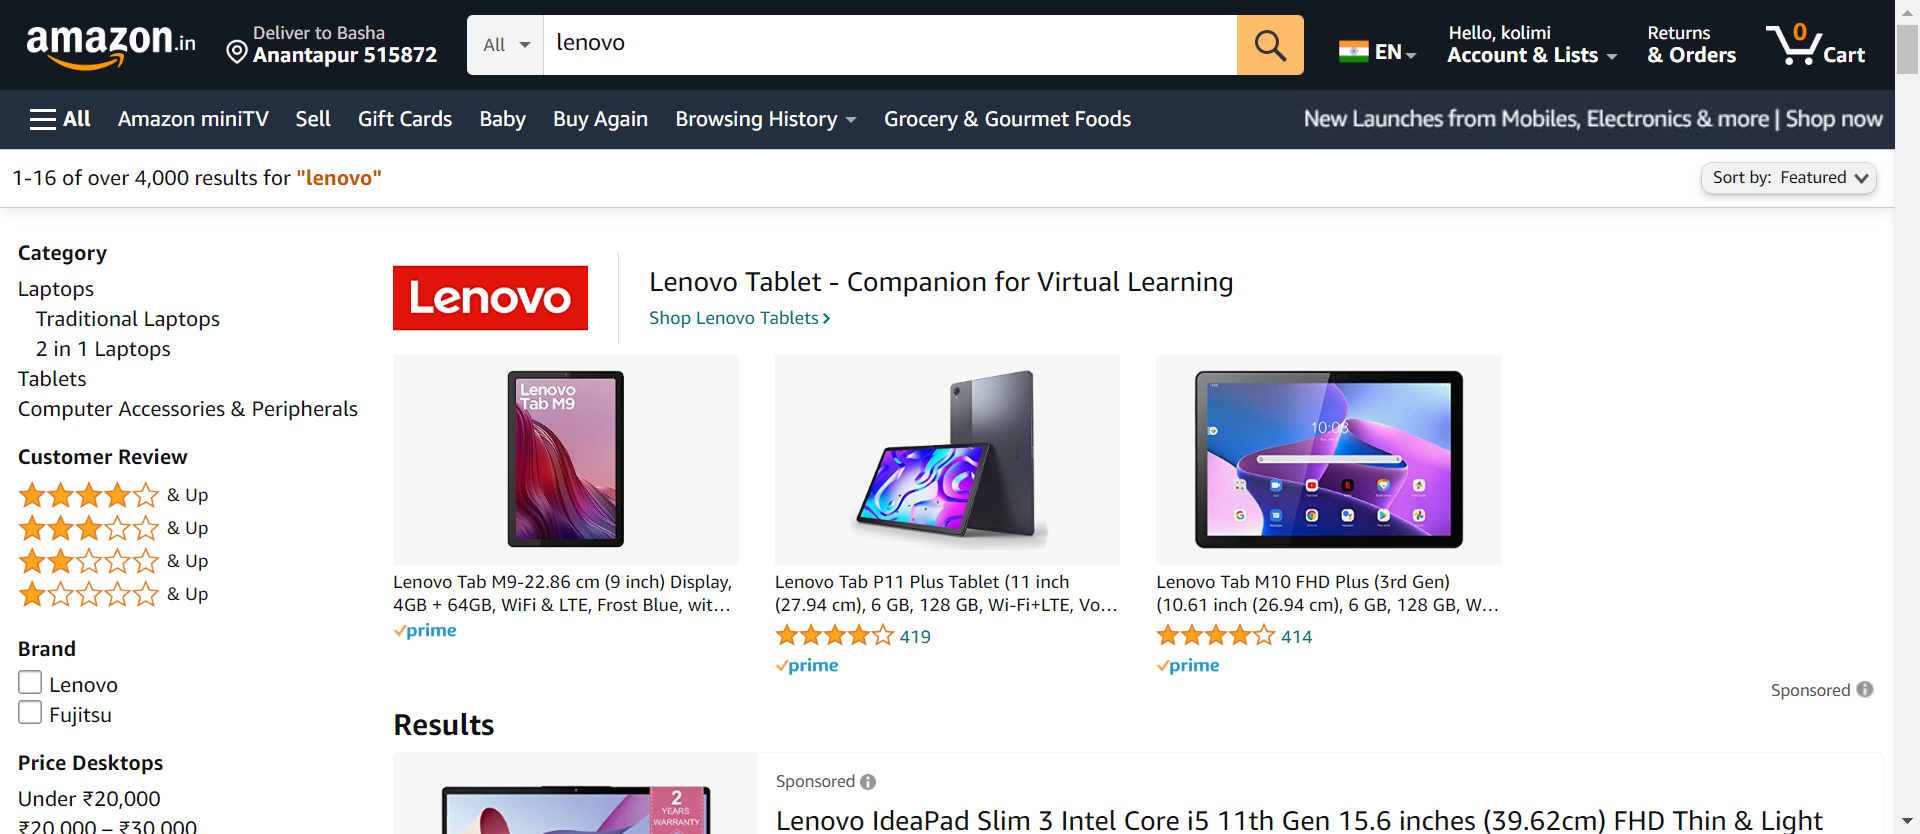 amazon.in
Deliver to Basha
Anantapur 515872
All
lenovo
EN
Hello, kolimi
Account & Lists
Returns
& Orders
0
Cart
All
Amazon miniTV
Sell
Gift Cards
Baby
Buy Again
Browsing History
Grocery & Gourmet Foods
New Launches from Mobiles, Electronics & more | Shop now
1-16 of over 4,000 results for "lenovo"
Sort by: Featured
Category
Laptops
Traditional Laptops
2 in 1 Laptops
Tablets
Computer Accessories & Peripherals
Customer Review
& Up
& Up
& Up
& Up
Brand
Lenovo
Fujitsu
Price Desktops
Under ₹20,000
₹20,000 – ₹30,000
Lenovo
Lenovo Tablet - Companion for Virtual Learning
Shop Lenovo Tablets
Lenovo
Tab M9
10:08
Lenovo Tab M9-22.86 cm (9 inch) Display,
4GB + 64GB, WiFi & LTE, Frost Blue, wit...
prime
Lenovo Tab P11 Plus Tablet (11 inch
(27.94 cm), 6 GB, 128 GB, Wi-Fi+LTE, Vo...
419
prime
Lenovo Tab M10 FHD Plus (3rd Gen)
(10.61 inch (26.94 cm), 6 GB, 128 GB, W...
414
prime
Sponsored
Results
2
YEARS
WARRANTY
Sponsored
Lenovo IdeaPad Slim 3 Intel Core i5 11th Gen 15.6 inches (39.62cm) FHD Thin & Light